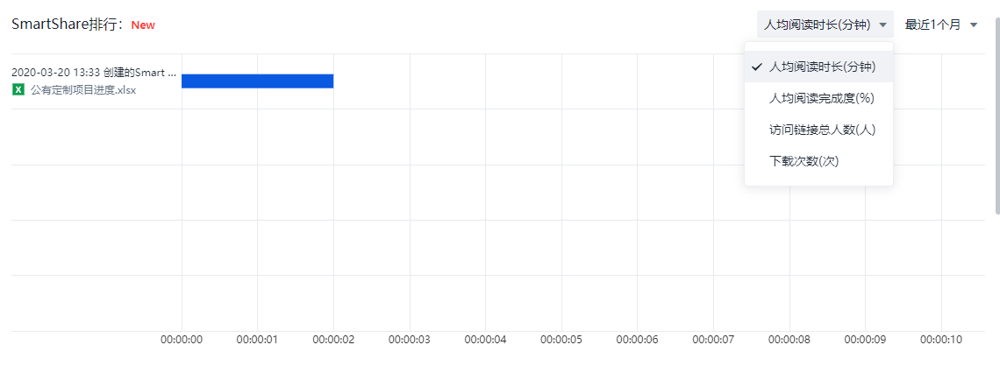 SmartShare排行： New
人均阅读时长(分钟)
最近1个月
人均阅读时长(分钟)
人均阅读完成度(%)
访问链接总人数(人)
下载次数(次)
2020-03-20 13:33 创建的Smart ...
公有定制项目进度.xlsx
00:00:00 00:00:01 00:00:02 00:00:03 00:00:04 00:00:05 00:00:06 00:00:07 00:00:08 00:00:09 00:00:10